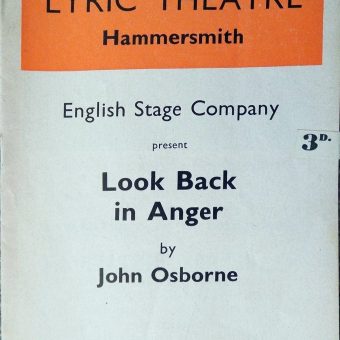 LYRIC THEATRE
Hammersmith
English Stage Company
present
3D.
Look Back
in Anger
by
John Osborne